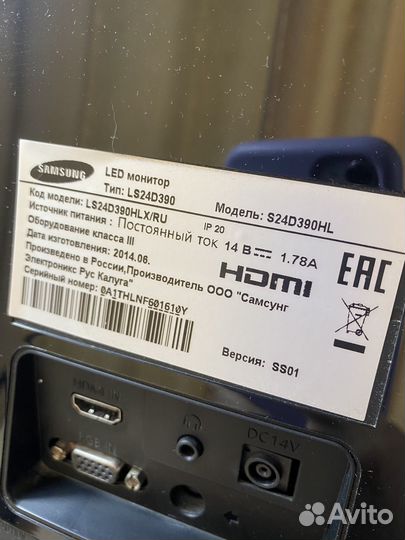 SAMSUNG
LED монитор
Тип: LS24D390
Модель: S24D390HL
Код модели: LS24D390HLX/RU
IP 20
Источник питания : Постоянный ток 14 В 1.78A
Оборудование класса III
Дата изготовления: 2014.06.
Произведено в России,Производитель ООО "Самсунг
Электроникс Рус Калуга"
Серийный номер: 0A1THLNF601610Y
HDMI
EAC
Версия: SS01
HDMI IN
RGB IN
DC14V
Avito